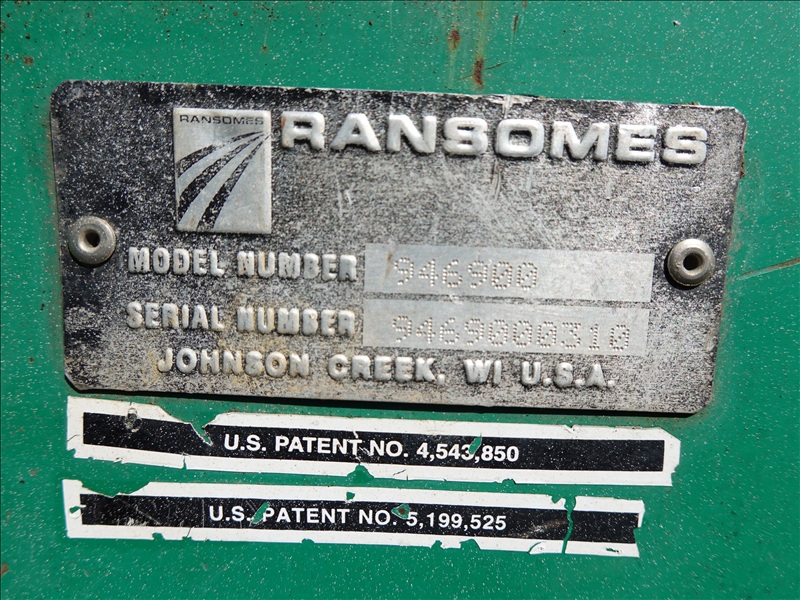 RANSOMES
RANSOMES
MODEL NUMBER 946900
SERIAL NUMBER 9469000310
JOHNSON CREEK, WI U.S.A.
U.S. PATENT NO. 4,543,850
U.S. PATENT NO. 5,199,525